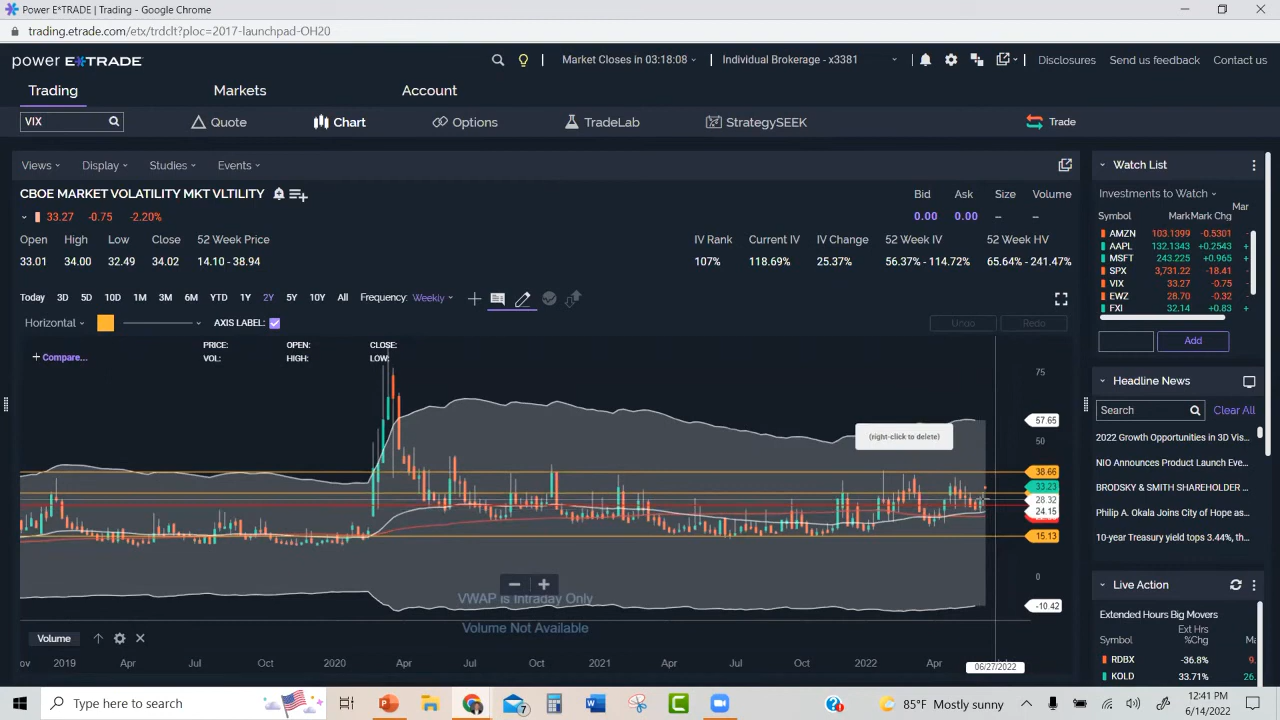 Power E*TRADE | Trading - Google Chrome
trading.etrade.com/etx/trdclt?ploc=2017-launchpad-OH20
power E*TRADE
Market Closes in 03:18:08
Individual Brokerage - x3381
Disclosures
Send us feedback
Contact us
Trading
Markets
Account
VIX
Quote
Chart
Options
TradeLab
StrategySEEK
Trade
Views
Display
Studies
Events
CBOE MARKET VOLATILITY MKT VLTILITY
Bid Ask Size Volume
33.27 -0.75 -2.20%
0.00 0.00 – –
Open High Low Close 52 Week Price
IV Rank Current IV IV Change 52 Week IV 52 Week HV
33.01 34.00 32.49 34.02 14.10 - 38.94
107% 118.69% 25.37% 56.37% - 114.72% 65.64% - 241.47%
Today 3D 5D 10D 1M 3M 6M YTD 1Y 2Y 5Y 10Y All Frequency: Weekly
Horizontal
AXIS LABEL:
Undo
Redo
PRICE: OPEN: CLOSE:
VOL: HIGH: LOW:
+ Compare...
75
57.65
(right-click to delete)
50
38.66
33.23
28.32
24.15
15.13
0
-10.42
VWAP is Intraday Only
Volume Not Available
Volume
ov 2019 Apr Jul Oct 2020 Apr Jul Oct 2021 Apr Jul Oct 2022 Apr
06/27/2022
Watch List
Investments to Watch
Mar
Symbol Mark Mark Chg
AMZN 103.1399 -0.5301
AAPL 132.1343 +0.2543 +
MSFT 243.225 +0.965 +
SPX 3,731.22 -18.41
VIX 33.27 -0.75
EWZ 28.70 -0.32
FXI 32.14 +0.83 +
Add
Headline News
Search
Clear All
2022 Growth Opportunities in 3D Vis...
NIO Announces Product Launch Eve...
BRODSKY & SMITH SHAREHOLDER ...
Philip A. Okala Joins City of Hope as...
10-year Treasury yield tops 3.44%, th...
Live Action
Extended Hours Big Movers
Ext Hrs
Symbol %Chg Ma
RDBX -36.8% 9.
KOLD 33.71% 26.
Type here to search
7
85°F Mostly sunny
12:41 PM
6/14/2022